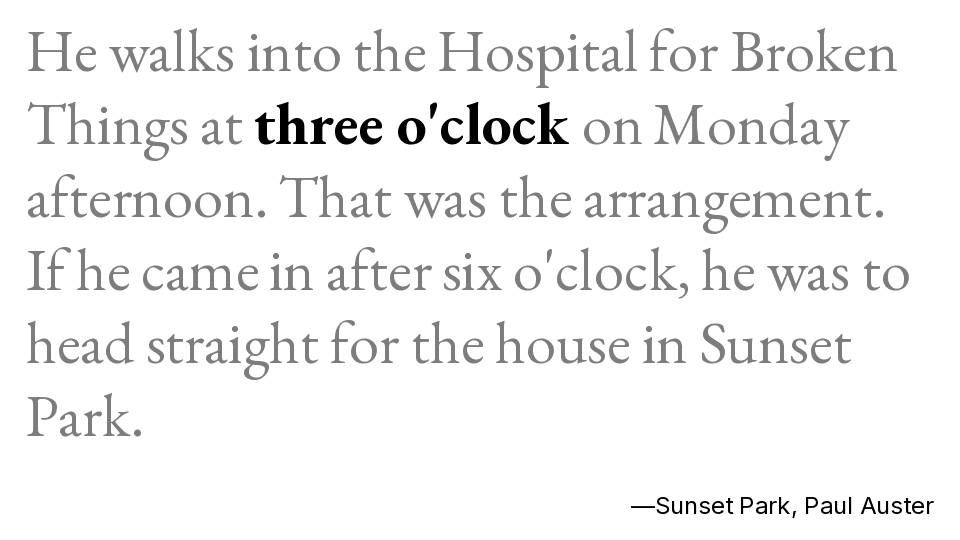 He walks into the Hospital for Broken
Things at three o'clock on Monday
afternoon. That was the arrangement.
If he came in after six o'clock, he was to
head straight for the house in Sunset
Park.
—Sunset Park, Paul Auster